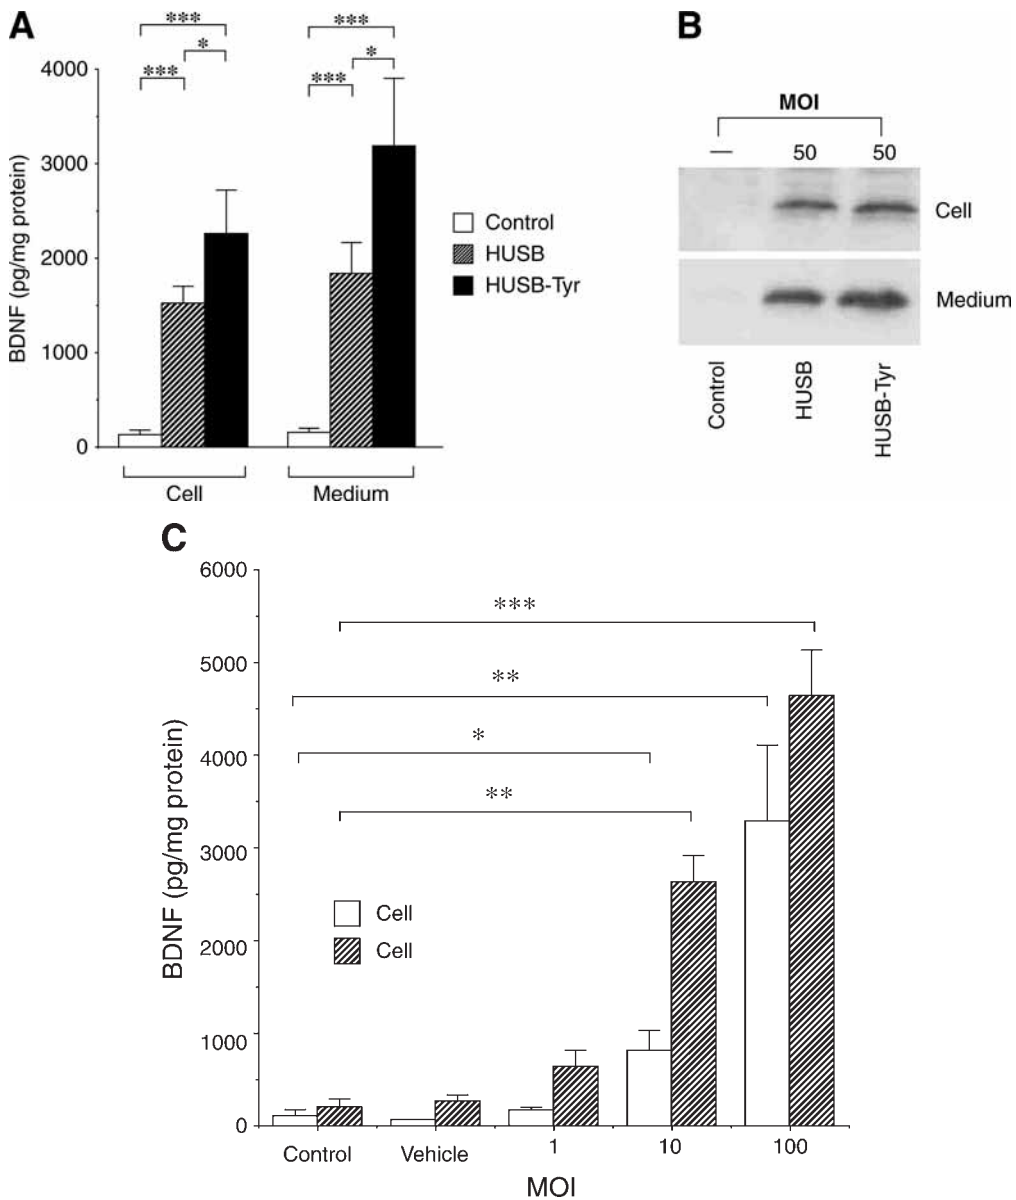 A
***
*
***
***
*
***
4000
3000
2000
1000
0
BDNF (pg/mg protein)
Cell
Medium
Control
HUSB
HUSB-Tyr
B
MOI
— 50 50
Cell
Medium
Control
HUSB
HUSB-Tyr
C
6000
5000
4000
3000
2000
1000
0
BDNF (pg/mg protein)
***
**
*
**
Cell
Cell
Control Vehicle 1 10 100
MOI